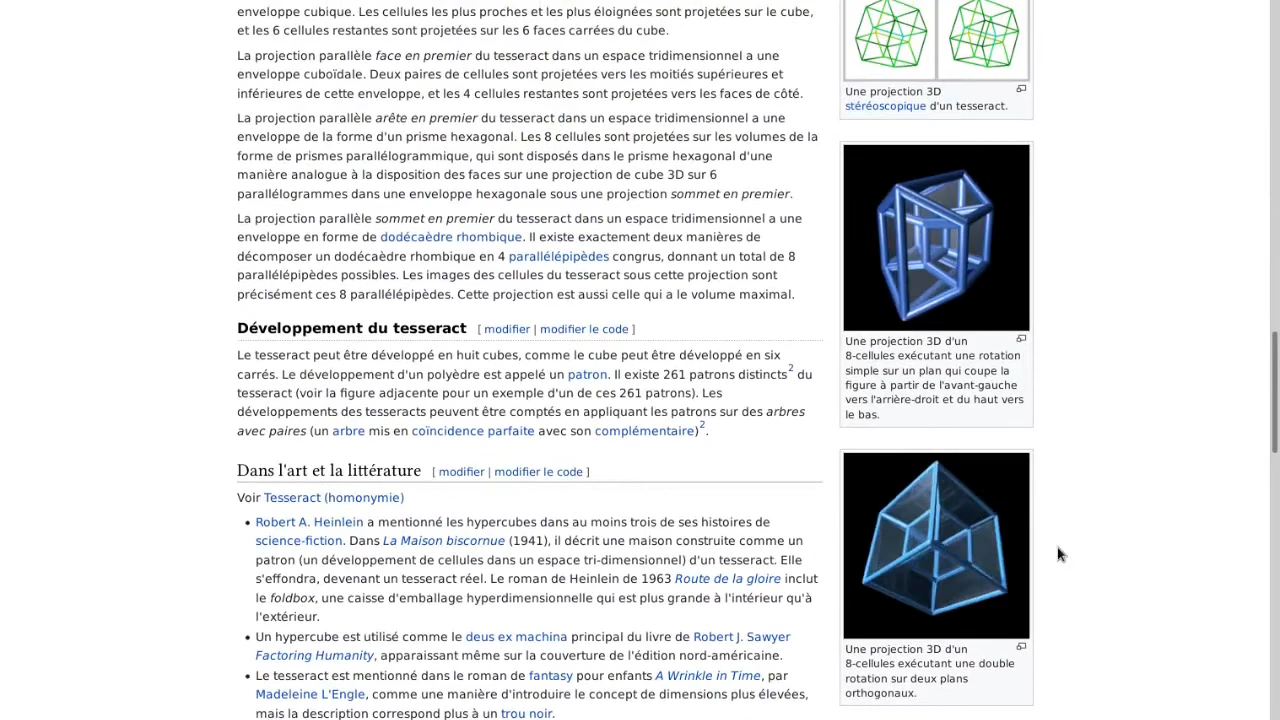 enveloppe cubique. Les cellules les plus proches et les plus éloignées sont projetées sur le cube,
et les 6 cellules restantes sont projetées sur les 6 faces carrées du cube.
La projection parallèle face en premier du tesseract dans un espace tridimensionnel a une
enveloppe cuboïdale. Deux paires de cellules sont projetées vers les moitiés supérieures et
inférieures de cette enveloppe, et les 4 cellules restantes sont projetées vers les faces de côté.
La projection parallèle arête en premier du tesseract dans un espace tridimensionnel a une
enveloppe de la forme d'un prisme hexagonal. Les 8 cellules sont projetées sur les volumes de la
forme de prismes parallélogrammique, qui sont disposés dans le prisme hexagonal d'une
manière analogue à la disposition des faces sur une projection de cube 3D sur 6
parallélogrammes dans une enveloppe hexagonale sous une projection sommet en premier.
La projection parallèle sommet en premier du tesseract dans un espace tridimensionnel a une
enveloppe en forme de dodécaèdre rhombique. Il existe exactement deux manières de
décomposer un dodécaèdre rhombique en 4 parallélépipèdes congrus, donnant un total de 8
parallélépipèdes possibles. Les images des cellules du tesseract sous cette projection sont
précisément ces 8 parallélépipèdes. Cette projection est aussi celle qui a le volume maximal.
Développement du tesseract [ modifier | modifier le code ]
Le tesseract peut être développé en huit cubes, comme le cube peut être développé en six
carrés. Le développement d'un polyèdre est appelé un patron. Il existe 261 patrons distincts2 du
tesseract (voir la figure adjacente pour un exemple d'un de ces 261 patrons). Les
développements des tesseracts peuvent être comptés en appliquant les patrons sur des arbres
avec paires (un arbre mis en coïncidence parfaite avec son complémentaire)2.
Dans l'art et la littérature [ modifier | modifier le code ]
Voir Tesseract (homonymie)
• Robert A. Heinlein a mentionné les hypercubes dans au moins trois de ses histoires de
science-fiction. Dans La Maison biscornue (1941), il décrit une maison construite comme un
patron (un développement de cellules dans un espace tri-dimensionnel) d'un tesseract. Elle
s'effondra, devenant un tesseract réel. Le roman de Heinlein de 1963 Route de la gloire inclut
le foldbox, une caisse d'emballage hyperdimensionnelle qui est plus grande à l'intérieur qu'à
l'extérieur.
• Un hypercube est utilisé comme le deus ex machina principal du livre de Robert J. Sawyer
Factoring Humanity, apparaissant même sur la couverture de l'édition nord-américaine.
• Le tesseract est mentionné dans le roman de fantasy pour enfants A Wrinkle in Time, par
Madeleine L'Engle, comme une manière d'introduire le concept de dimensions plus élevées,
mais la description correspond plus à un trou noir.
Une projection 3D
stéréoscopique d'un tesseract.
Une projection 3D d'un
8-cellules exécutant une rotation
simple sur un plan qui coupe la
figure à partir de l'avant-gauche
vers l'arrière-droit et du haut vers
le bas.
Une projection 3D d'un
8-cellules exécutant une double
rotation sur deux plans
orthogonaux.